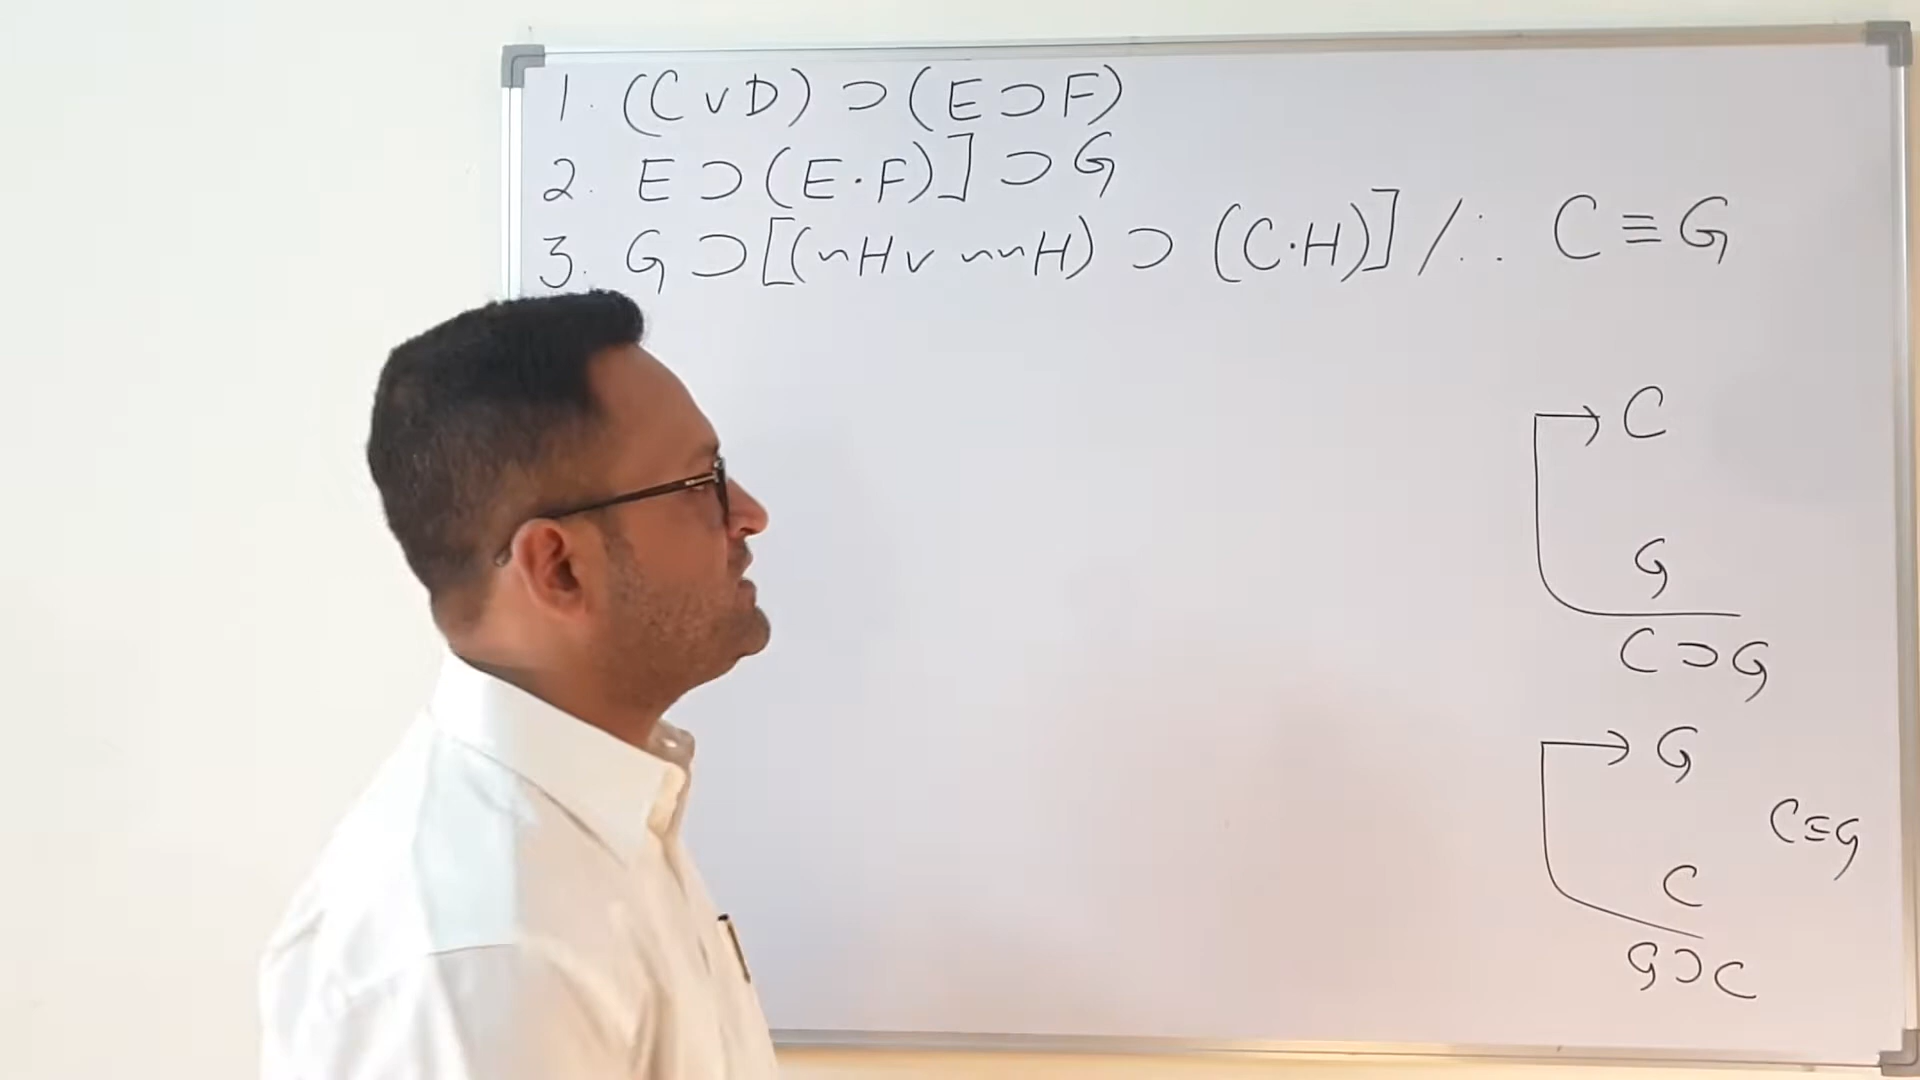 1. (C ∨ D) ⊃ (E ⊃ F)
2. E ⊃ (E · F)] ⊃ G
3. G ⊃ [(~H ∨ ~~H) ⊃ (C · H)] / ∴ C ≡ G
C
G
C ⊃ G
G
C ≡ G
C
G ⊃ C